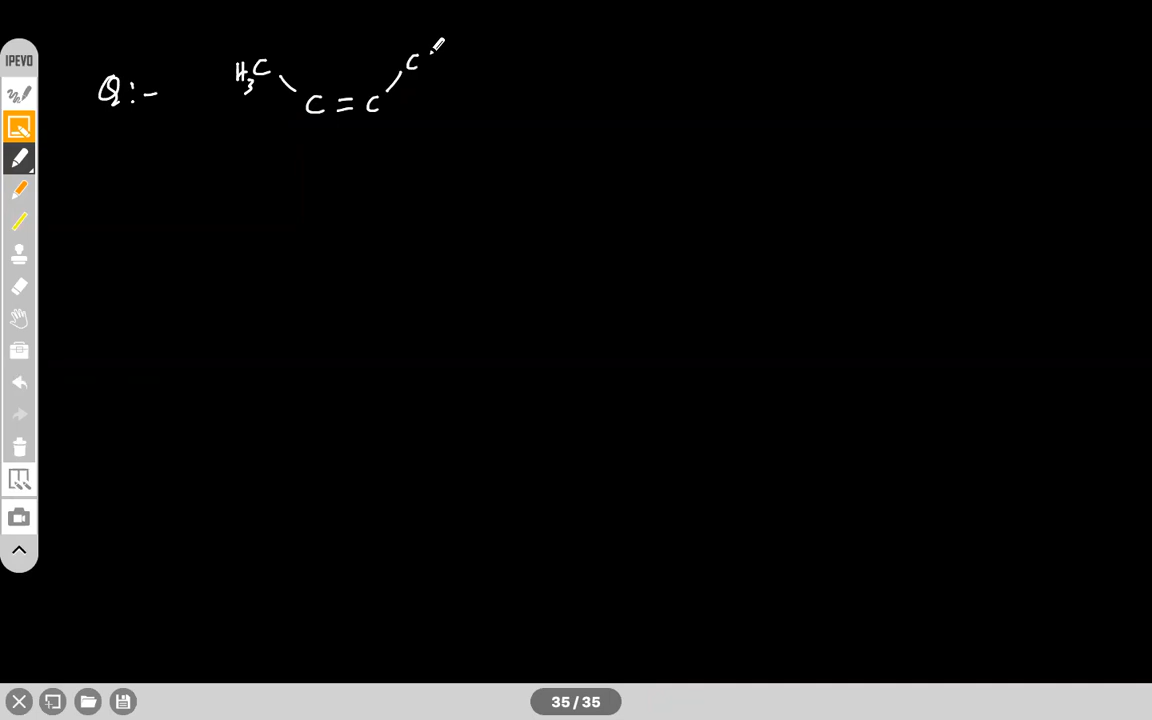 IPEVO
Q:- H₃C C
C = C
35 / 35